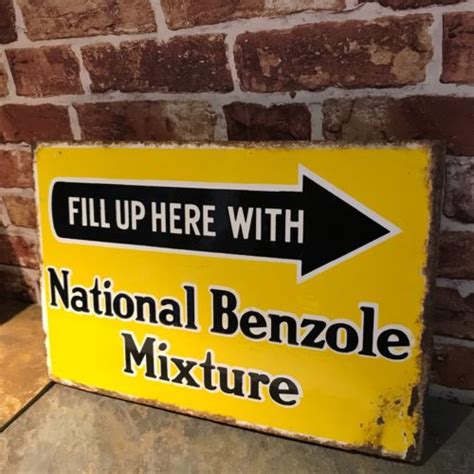 FILL UP HERE WITH
National Benzole
Mixture